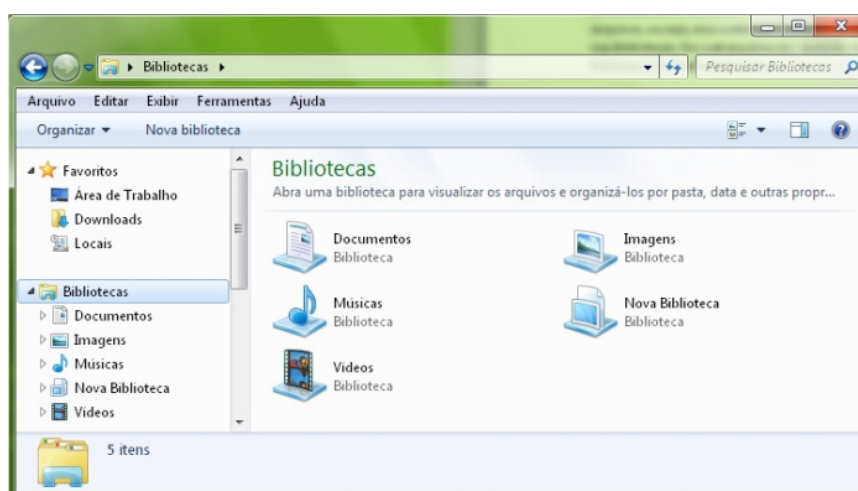 Bibliotecas
Pesquisar Bibliotecas
Arquivo Editar Exibir Ferramentas Ajuda
Organizar Nova biblioteca
Favoritos
Área de Trabalho
Downloads
Locais
Bibliotecas
Documentos
Imagens
Músicas
Nova Biblioteca
Vídeos
Bibliotecas
Abra uma biblioteca para visualizar os arquivos e organizá-los por pasta, data e outras propr...
Documentos
Biblioteca
Imagens
Biblioteca
Músicas
Biblioteca
Nova Biblioteca
Biblioteca
Vídeos
Biblioteca
5 itens